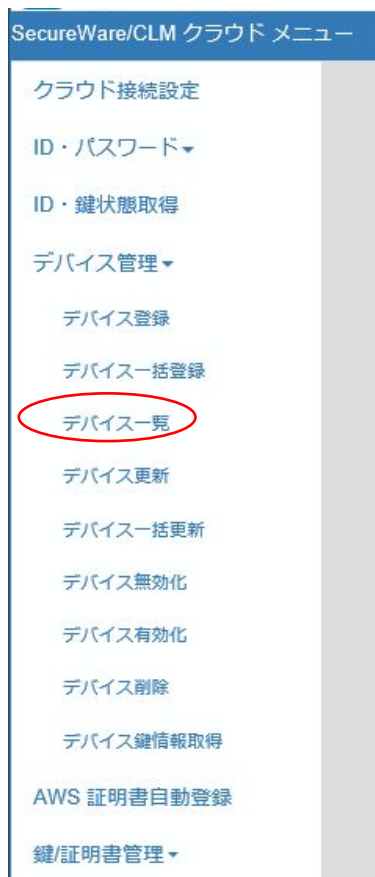 SecureWare/CLM クラウド メニュー
クラウド接続設定
ID・パスワード▾
ID・鍵状態取得
デバイス管理▾
デバイス登録
デバイス一括登録
デバイス一覧
デバイス更新
デバイス一括更新
デバイス無効化
デバイス有効化
デバイス削除
デバイス鍵情報取得
AWS 証明書自動登録
鍵/証明書管理▾